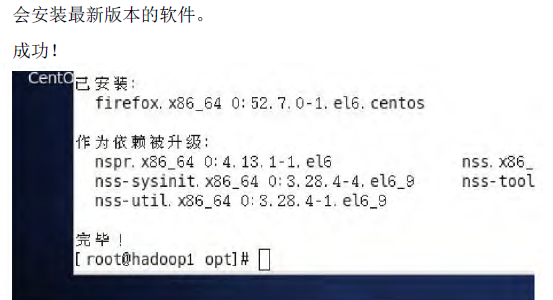 会安装最新版本的软件。
成功！
CentO
已安装:
firefox.x86_64 0:52.7.0-1.el6.centos
作为依赖被升级:
nspr.x86_64 0:4.13.1-1.el6 nss.x86_
nss-sysinit.x86_64 0:3.28.4-4.el6_9 nss-tool
nss-util.x86_64 0:3.28.4-1.el6_9
完毕！
[root@hadoop1 opt]#